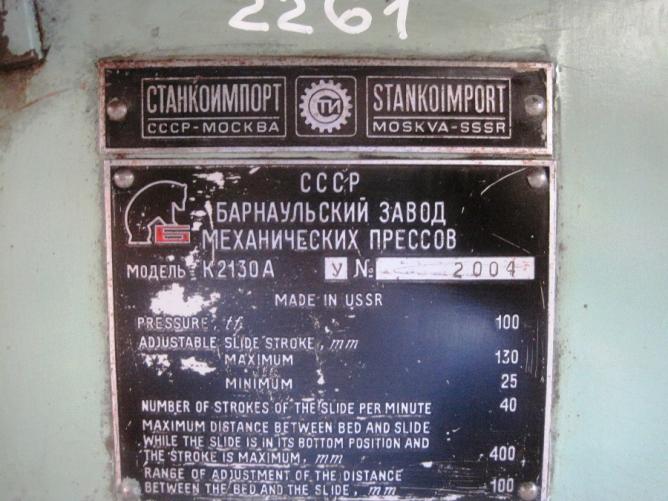 2261
СТАНКОИМПОРТ
СССР-МОСКВА
СТИ
STANKOIMPORT
MOSKVA-SSSR
СССР
БАРНАУЛЬСКИЙ ЗАВОД
МЕХАНИЧЕСКИХ ПРЕССОВ
Б
МОДЕЛЬ К2130А У № 2004
MADE IN USSR
PRESSURE, tf 100
ADJUSTABLE SLIDE STROKE, mm
MAXIMUM 130
MINIMUM 25
NUMBER OF STROKES OF THE SLIDE PER MINUTE 40
MAXIMUM DISTANCE BETWEEN BED AND SLIDE
WHILE THE SLIDE IS IN ITS BOTTOM POSITION AND
THE STROKE IS MAXIMUM, mm 400
RANGE OF ADJUSTMENT OF THE DISTANCE
BETWEEN THE BED AND THE SLIDE, mm 100